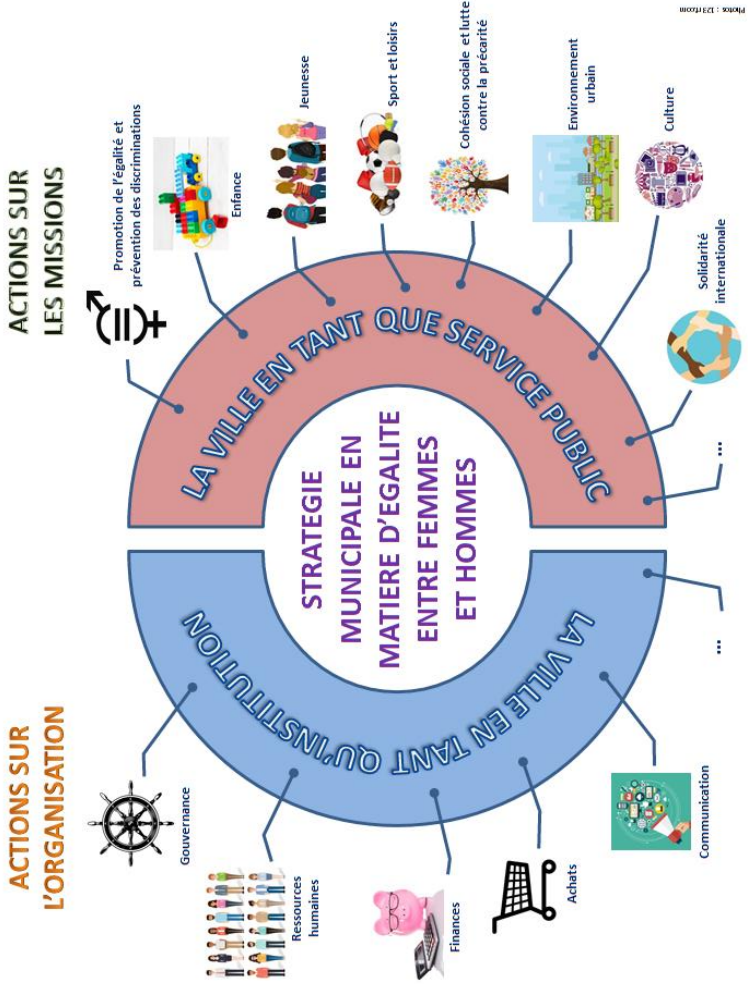 ACTIONS SUR
L'ORGANISATION
ACTIONS SUR
LES MISSIONS
STRATEGIE
MUNICIPALE EN
MATIERE D'EGALITE
ENTRE FEMMES
ET HOMMES
LA VILLE EN TANT QU'INSTITUTION
Gouvernance
Ressources
humaines
Finances
Achats
Communication
...
LA VILLE EN TANT QUE SERVICE PUBLIC
Promotion de l'égalité et
prévention des discriminations
Enfance
Jeunesse
Sport et loisirs
Cohésion sociale et lutte
contre la précarité
Environnement
urbain
Culture
Solidarité
internationale
...
Photos : 123 rf.com